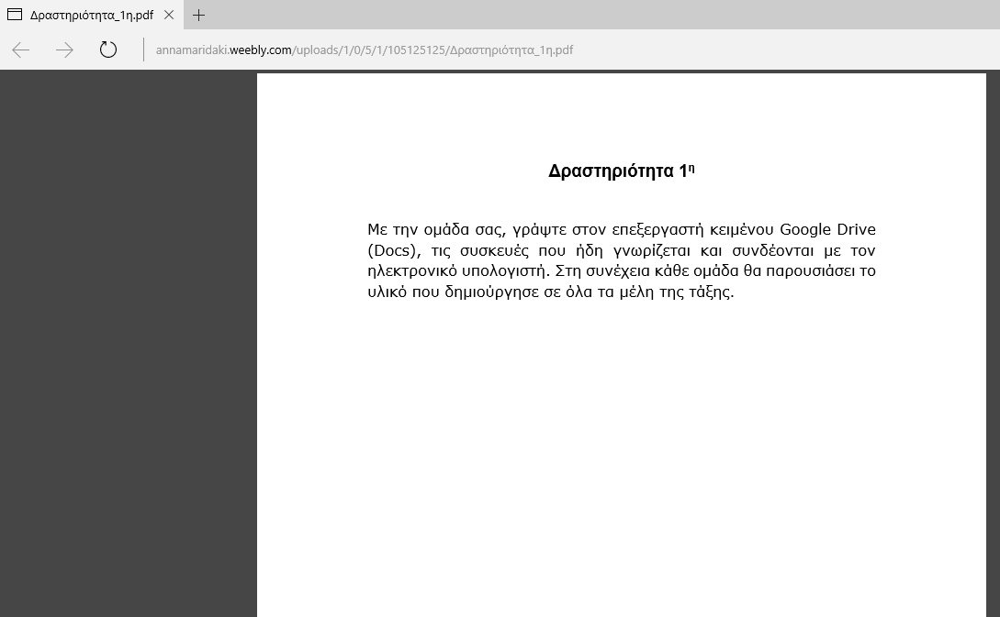 Δραστηριότητα_1η.pdf
annamaridaki.weebly.com/uploads/1/0/5/1/105125125/Δραστηριότητα_1η.pdf
Δραστηριότητα 1η
Με την ομάδα σας, γράψτε στον επεξεργαστή κειμένου Google Drive
(Docs), τις συσκευές που ήδη γνωρίζεται και συνδέονται με τον
ηλεκτρονικό υπολογιστή. Στη συνέχεια κάθε ομάδα θα παρουσιάσει το
υλικό που δημιούργησε σε όλα τα μέλη της τάξης.